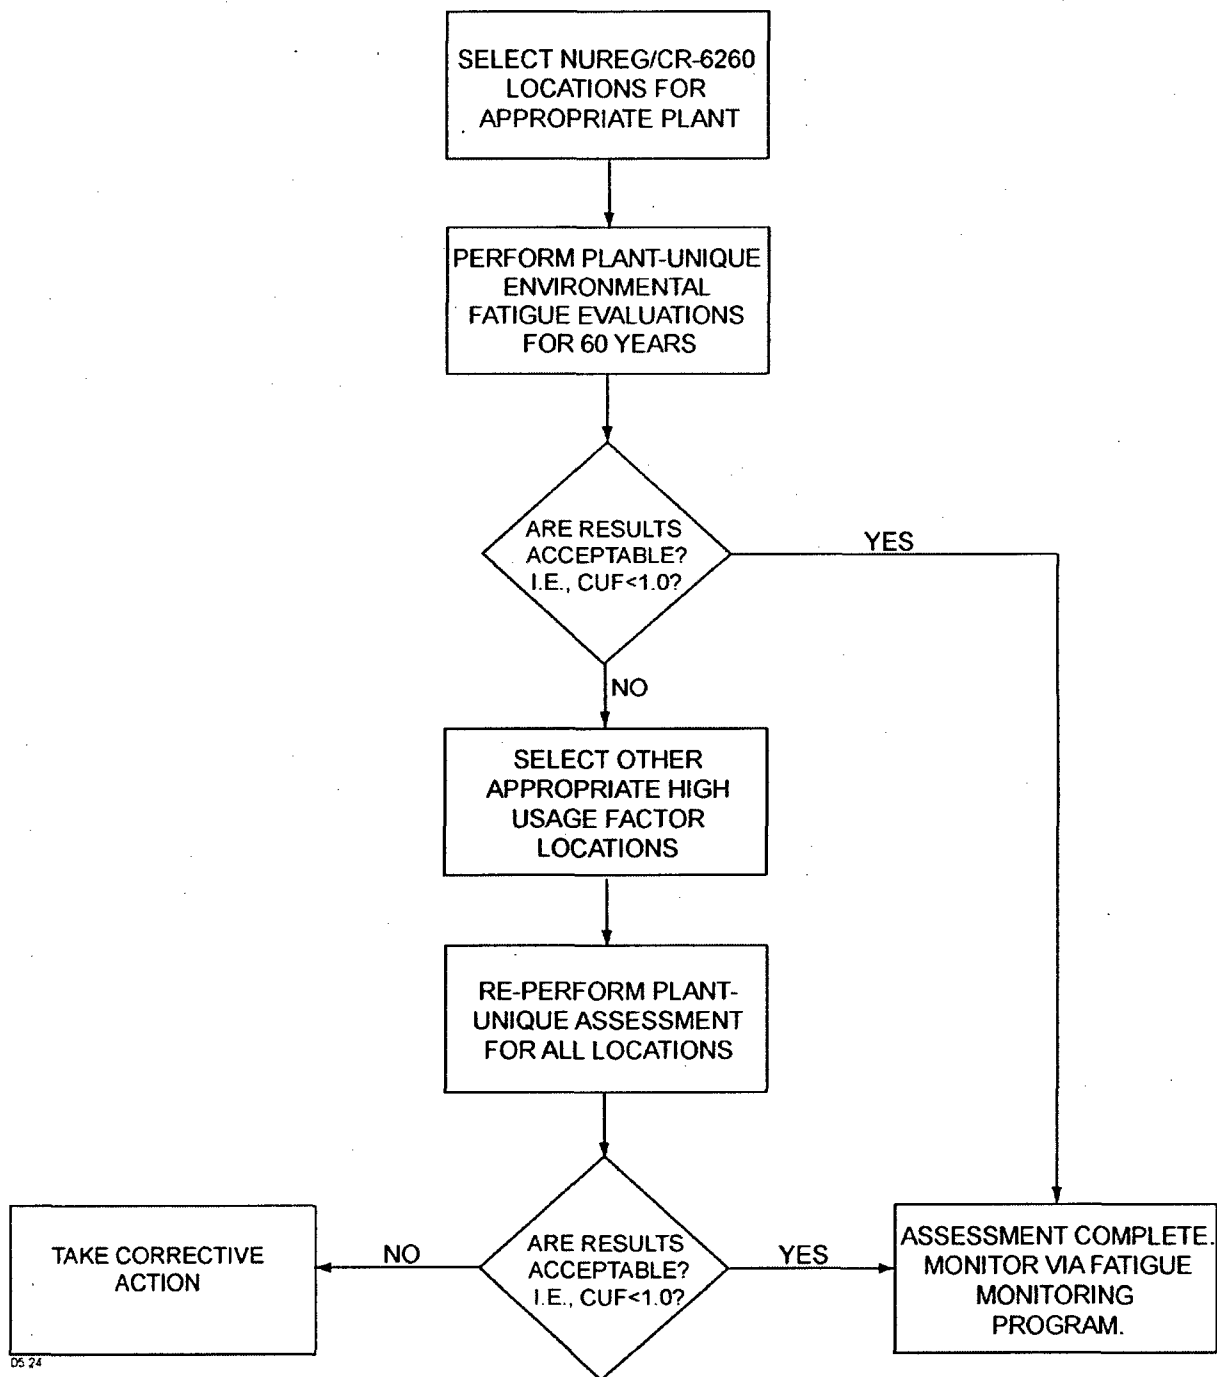 SELECT NUREG/CR-6260
LOCATIONS FOR
APPROPRIATE PLANT
PERFORM PLANT-UNIQUE
ENVIRONMENTAL
FATIGUE EVALUATIONS
FOR 60 YEARS
ARE RESULTS
ACCEPTABLE?
I.E., CUF<1.0?
YES
NO
SELECT OTHER
APPROPRIATE HIGH
USAGE FACTOR
LOCATIONS
RE-PERFORM PLANT-
UNIQUE ASSESSMENT
FOR ALL LOCATIONS
TAKE CORRECTIVE
ACTION
NO
ARE RESULTS
ACCEPTABLE?
I.E., CUF<1.0?
YES
ASSESSMENT COMPLETE.
MONITOR VIA FATIGUE
MONITORING
PROGRAM.
05 24